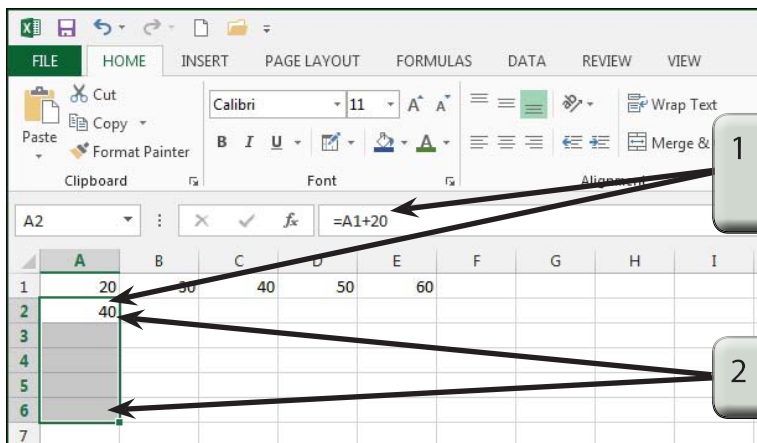 FILE HOME INSERT PAGE LAYOUT FORMULAS DATA REVIEW VIEW
Cut
Copy
Paste
Format Painter
Calibri 11 A A
Wrap Text
B I U A
Merge &
Clipboard Font
A2 fx =A1+20
1
A B C D E F G H I
1 20 30 40 50 60
2 40
3
4
5
6
7
2